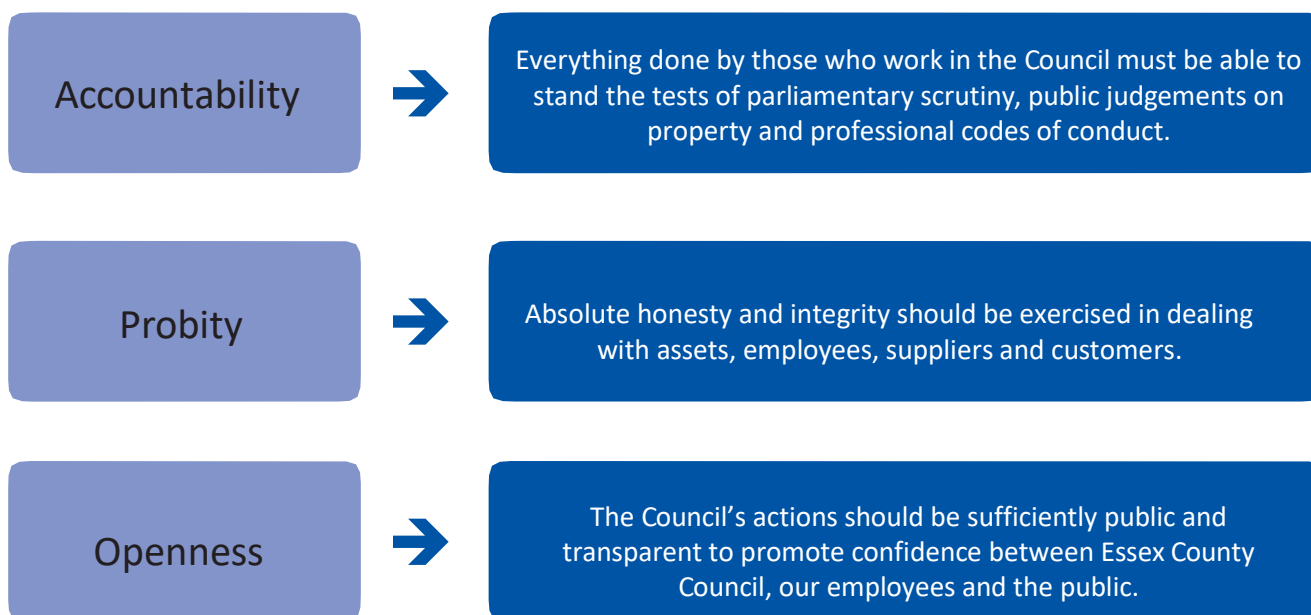 Accountability
Everything done by those who work in the Council must be able to
stand the tests of parliamentary scrutiny, public judgements on
property and professional codes of conduct.
Probity
Absolute honesty and integrity should be exercised in dealing
with assets, employees, suppliers and customers.
Openness
The Council’s actions should be sufficiently public and
transparent to promote confidence between Essex County
Council, our employees and the public.